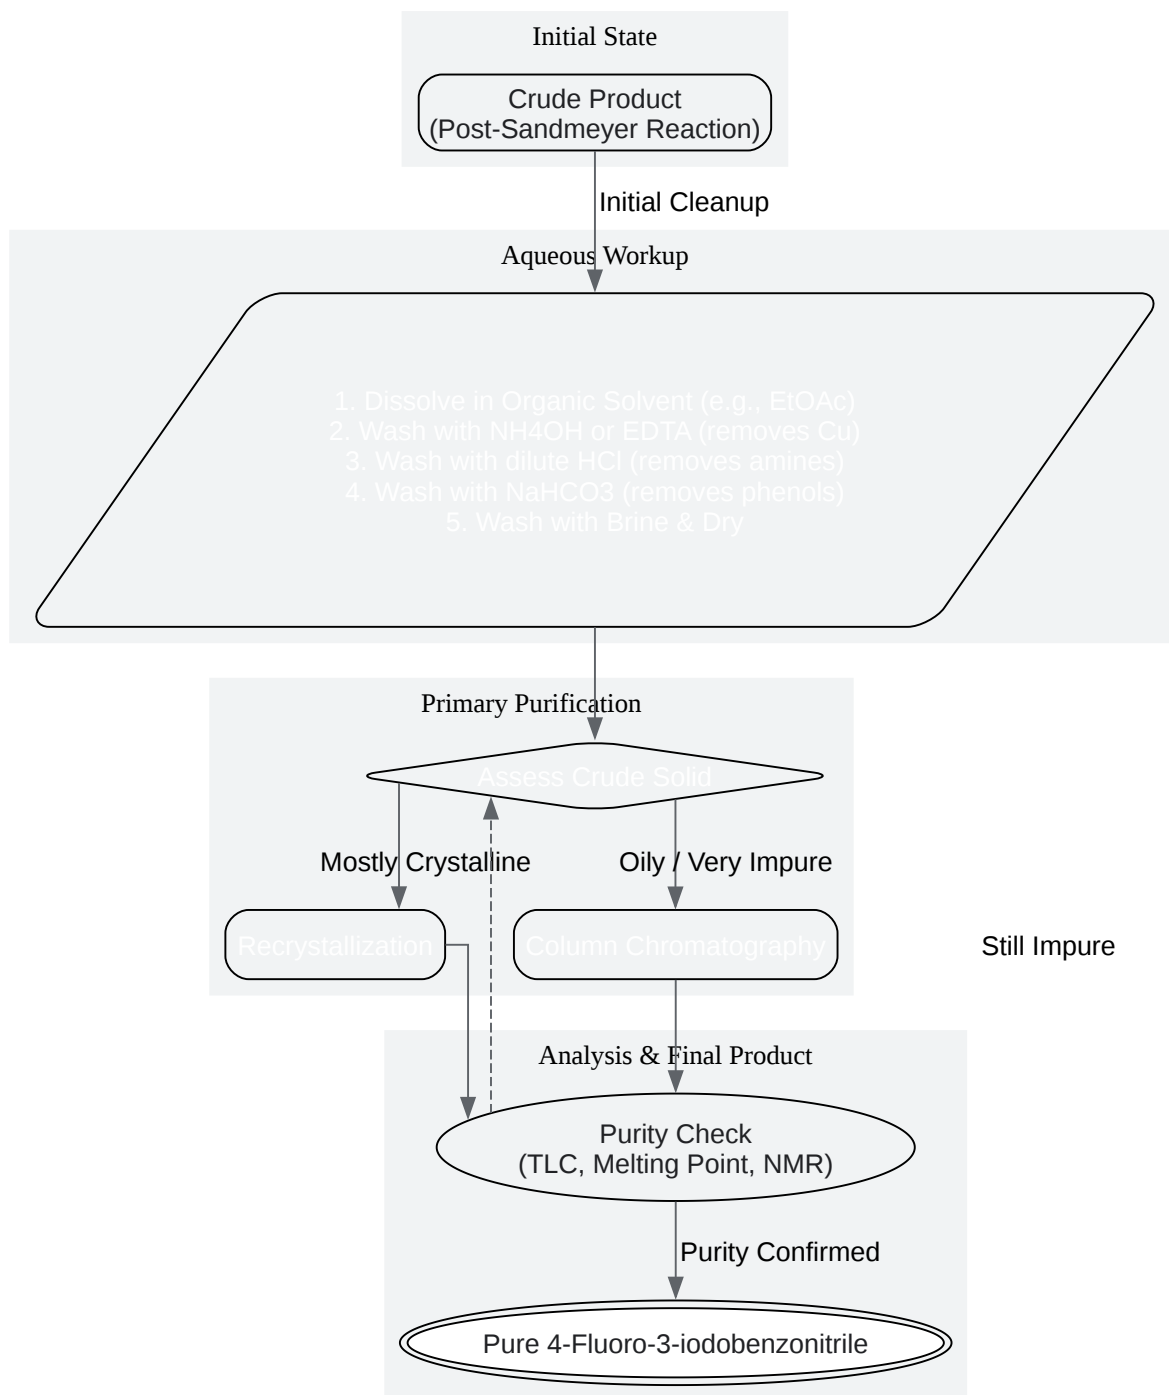 Initial State
Crude Product
(Post-Sandmeyer Reaction)
Initial Cleanup
Aqueous Workup
1. Dissolve in Organic Solvent (e.g., EtOAc)
2. Wash with NH4OH or EDTA (removes Cu)
3. Wash with dilute HCl (removes amines)
4. Wash with NaHCO3 (removes phenols)
5. Wash with Brine & Dry
Primary Purification
Assess Crude Solid
Mostly Crystalline
Oily / Very Impure
Recrystallization
Column Chromatography
Still Impure
Analysis & Final Product
Purity Check
(TLC, Melting Point, NMR)
Purity Confirmed
Pure 4-Fluoro-3-iodobenzonitrile